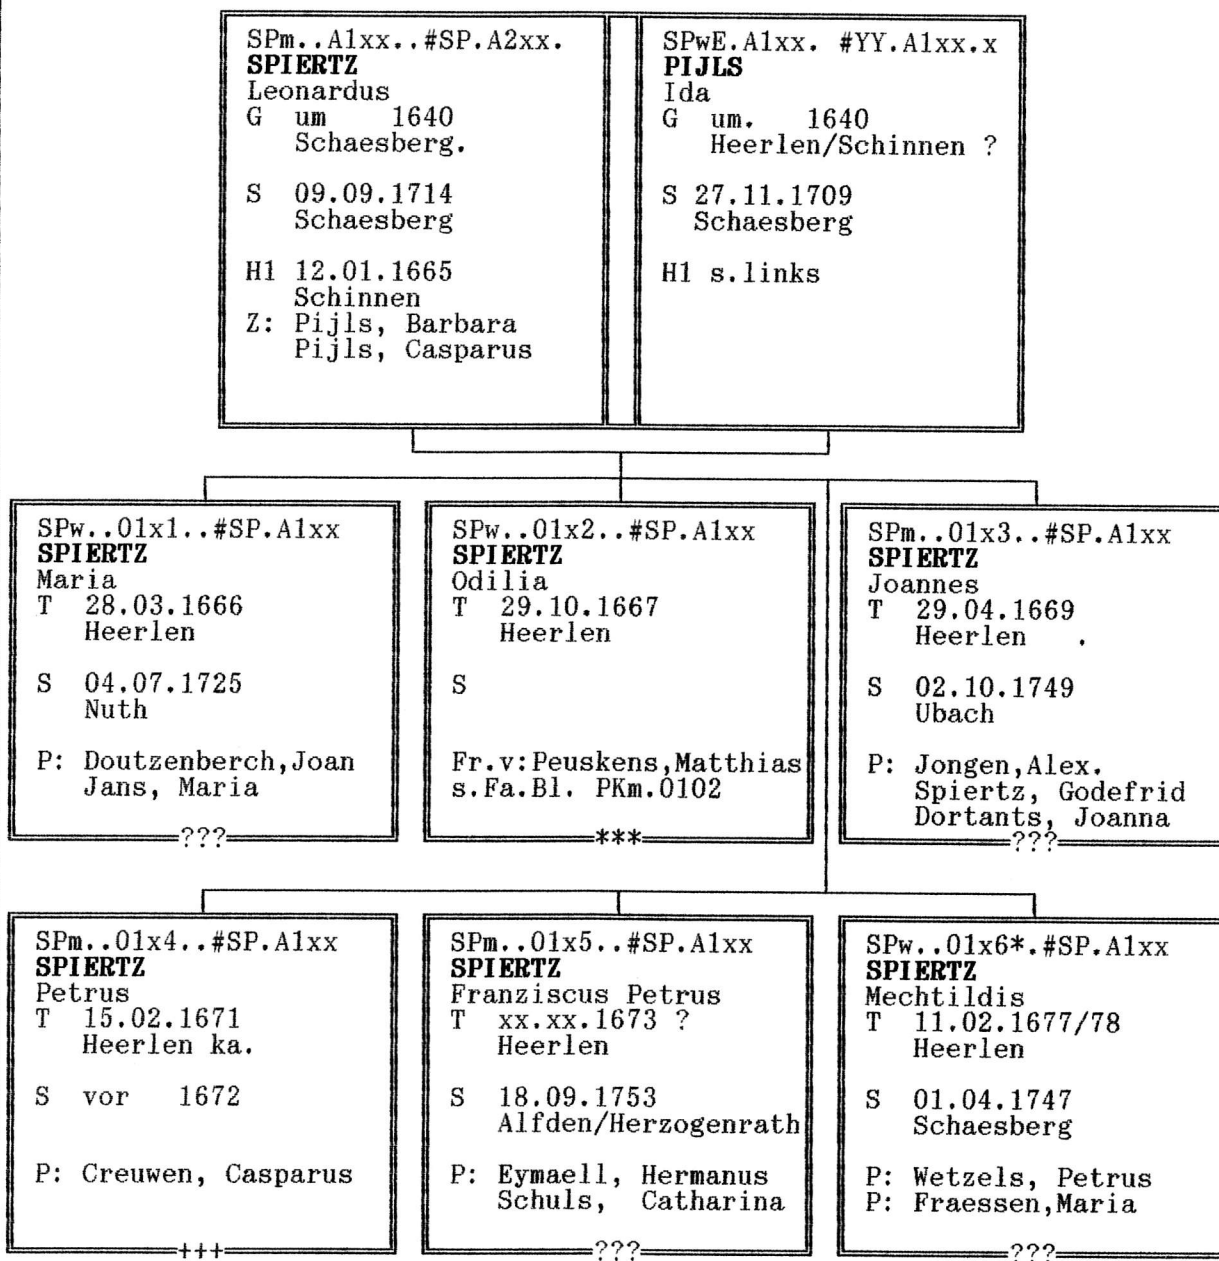 SPm..A1xx..#SP.A2xx.
SPIERTZ
Leonardus
G um 1640
Schaesberg.
S 09.09.1714
Schaesberg
H1 12.01.1665
Schinnen
Z: Pijls, Barbara
Pijls, Casparus
SPwE.A1xx. #YY.A1xx.x
PIJLS
Ida
G um. 1640
Heerlen/Schinnen ?
S 27.11.1709
Schaesberg
H1 s.links
SPw..01x1..#SP.A1xx
SPIERTZ
Maria
T 28.03.1666
Heerlen
S 04.07.1725
Nuth
P: Doutzenberch,Joan
Jans, Maria
???
SPw..01x2..#SP.A1xx
SPIERTZ
Odilia
T 29.10.1667
Heerlen
S
Fr.v:Peuskens,Matthias
s.Fa.Bl. PKm.0102
***
SPm..01x3..#SP.A1xx
SPIERTZ
Joannes
T 29.04.1669
Heerlen .
S 02.10.1749
Ubach
P: Jongen,Alex.
Spiertz, Godefrid
Dortants, Joanna
???
SPm..01x4..#SP.A1xx
SPIERTZ
Petrus
T 15.02.1671
Heerlen ka.
S vor 1672
P: Creuwen, Casparus
+++
SPm..01x5..#SP.A1xx
SPIERTZ
Franziscus Petrus
T xx.xx.1673 ?
Heerlen
S 18.09.1753
Alfden/Herzogenrath
P: Eymaell, Hermanus
Schuls, Catharina
???
SPw..01x6*.#SP.A1xx
SPIERTZ
Mechtildis
T 11.02.1677/78
Heerlen
S 01.04.1747
Schaesberg
P: Wetzels, Petrus
P: Fraessen,Maria
???